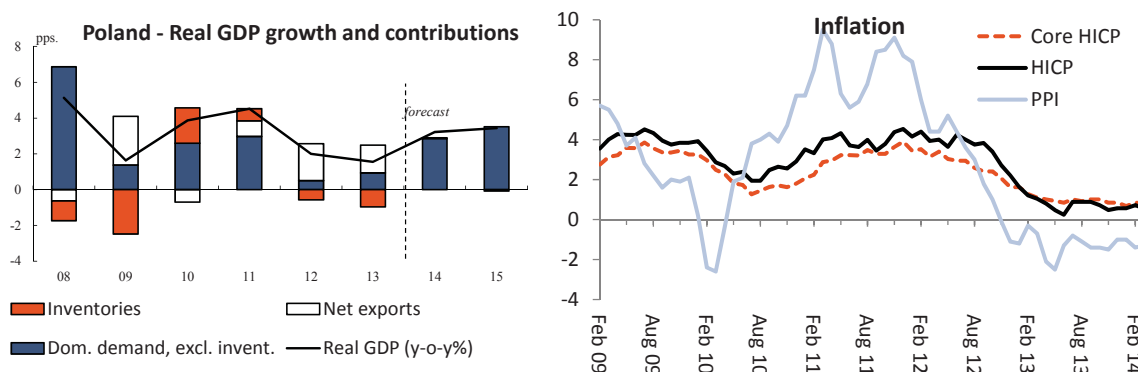 Poland - Real GDP growth and contributions
pps.
8
6
4
2
0
-2
-4
forecast
08 09 10 11 12 13 14 15
Inventories Net exports
Dom. demand, excl. invent. Real GDP (y-o-y%)
Inflation
10
8
6
4
2
0
-2
-4
Core HICP
HICP
PPI
Feb 09 Aug 09 Feb 10 Aug 10 Feb 11 Aug 11 Feb 12 Aug 12 Feb 13 Aug 13 Feb 14